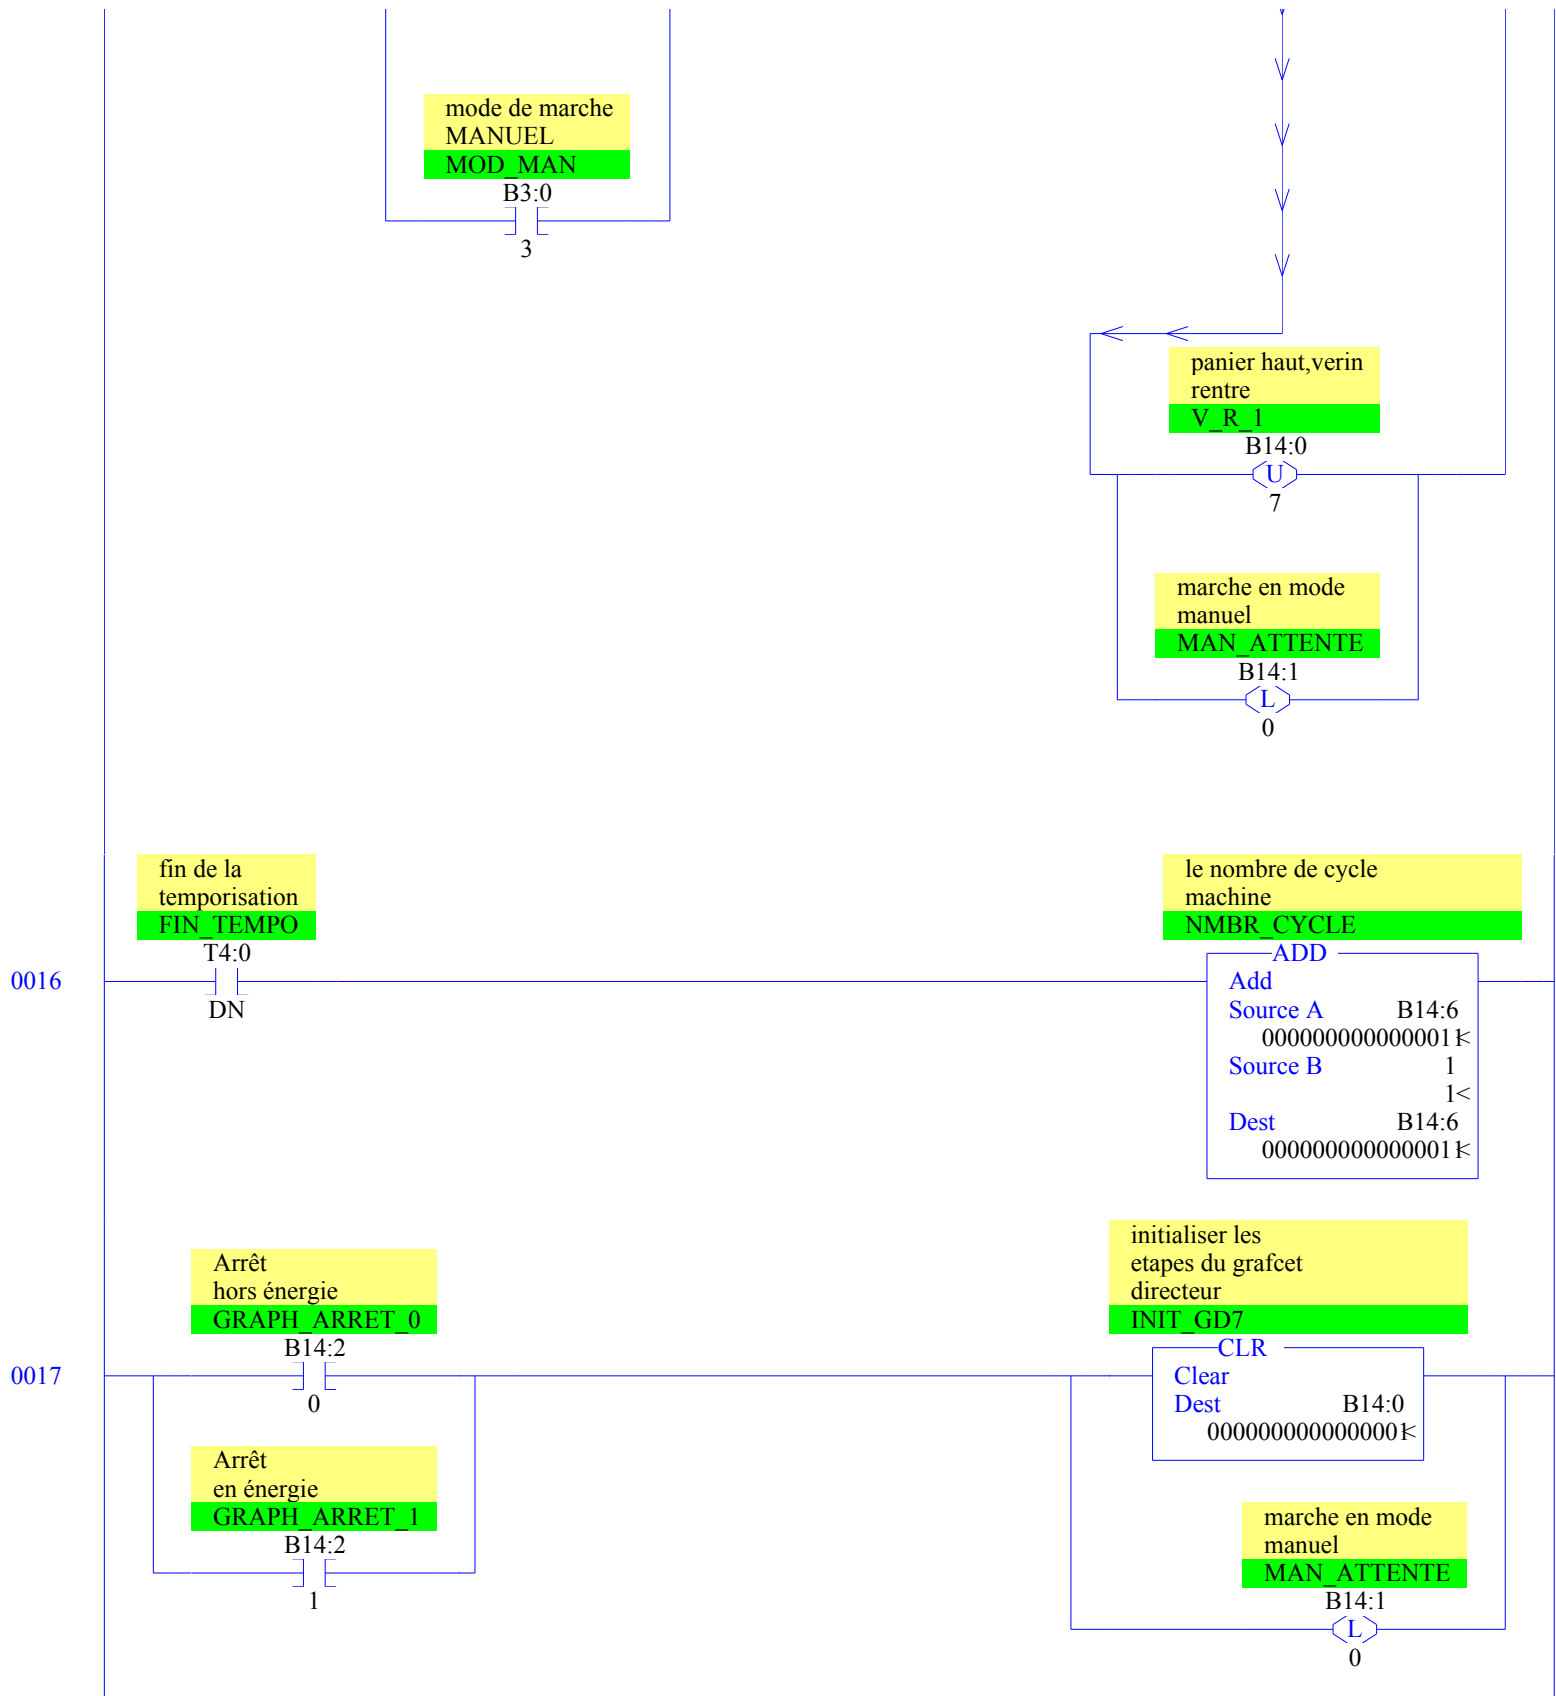 mode de marche
MANUEL
MOD_MAN
B3:0
3
panier haut,verin
rentre
V_R_1
B14:0
U
7
marche en mode
manuel
MAN_ATTENTE
B14:1
L
0
0016
fin de la
temporisation
FIN_TEMPO
T4:0
DN
le nombre de cycle
machine
NMBR_CYCLE
ADD
Add
Source A B14:6
0000000000000011<
Source B 1
1<
Dest B14:6
0000000000000011<
0017
Arrêt
hors énergie
GRAPH_ARRET_0
B14:2
0
Arrêt
en énergie
GRAPH_ARRET_1
B14:2
1
initialiser les
etapes du grafcet
directeur
INIT_GD7
CLR
Clear
Dest B14:0
0000000000000001<
marche en mode
manuel
MAN_ATTENTE
B14:1
L
0